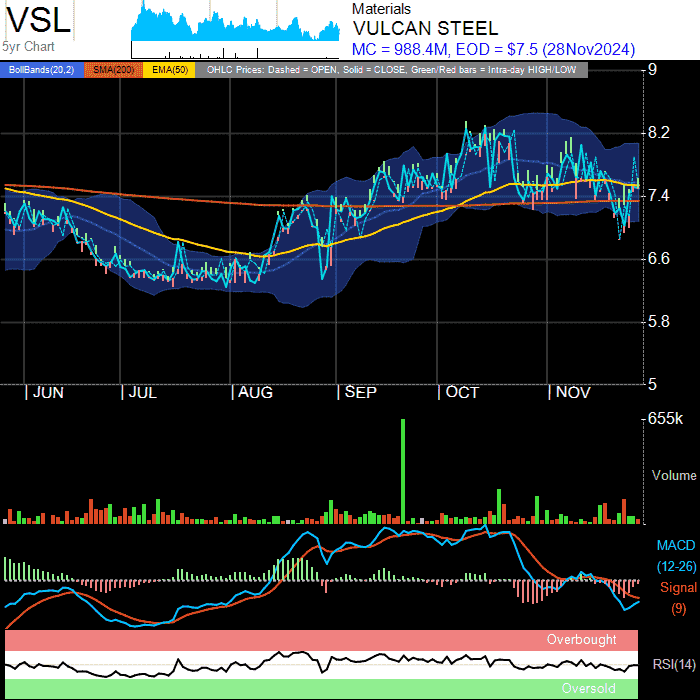 VSL
5yr Chart
Materials
VULCAN STEEL
MC = 988.4M, EOD = $7.5 (28Nov2024)
BollBands(20,2) SMA(200) EMA(50) OHLC Prices: Dashed = OPEN, Solid = CLOSE, Green/Red bars = Intra-day HIGH/LOW
9
8.2
7.4
6.6
5.8
5
JUN JUL AUG SEP OCT NOV
655k
Volume
MACD
(12-26)
Signal
(9)
Overbought
RSI(14)
Oversold